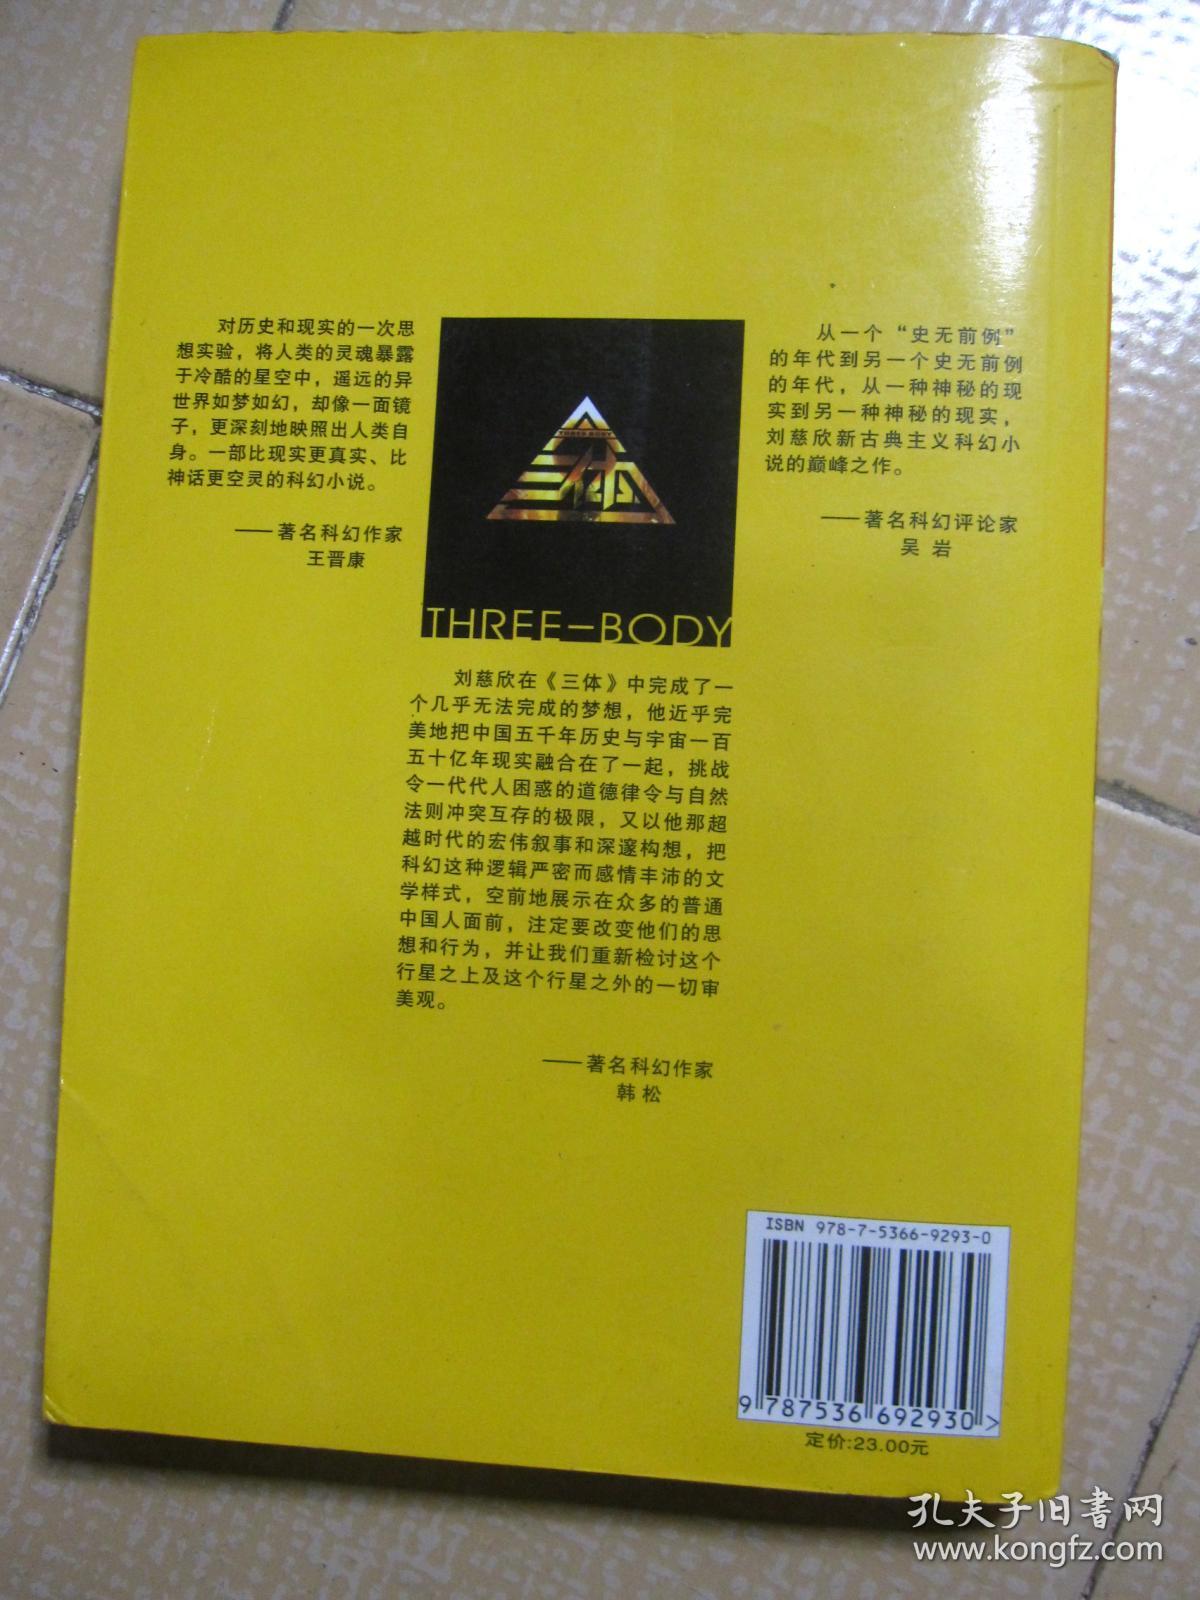 对历史和现实的一次思
想实验，将人类的灵魂暴露
于冷酷的星空中，遥远的异
世界如梦如幻，却像一面镜
子，更深刻地映照出人类自
身。一部比现实更真实、比
神话更空灵的科幻小说。
——著名科幻作家
王晋康
THREE BODY
三体
THREE-BODY
从一个“史无前例”
的年代到另一个史无前例
的年代，从一种神秘的现
实到另一种神秘的现实，
刘慈欣新古典主义科幻小
说的巅峰之作。
——著名科幻评论家
吴 岩
刘慈欣在《三体》中完成了一
个几乎无法完成的梦想，他近乎完
美地把中国五千年历史与宇宙一百
五十亿年现实融合在了一起，挑战
令一代代人困惑的道德律令与自然
法则冲突互存的极限，又以他那超
越时代的宏伟叙事和深邃构想，把
科幻这种逻辑严密而感情丰沛的文
学样式，空前地展示在众多的普通
中国人面前，注定要改变他们的思
想和行为，并让我们重新检讨这个
行星之上及这个行星之外的一切审
美观。
——著名科幻作家
韩 松
ISBN 978-7-5366-9293-0
9 787536 692930>
定价:23.00元
孔夫子旧书网
www.kongfz.com